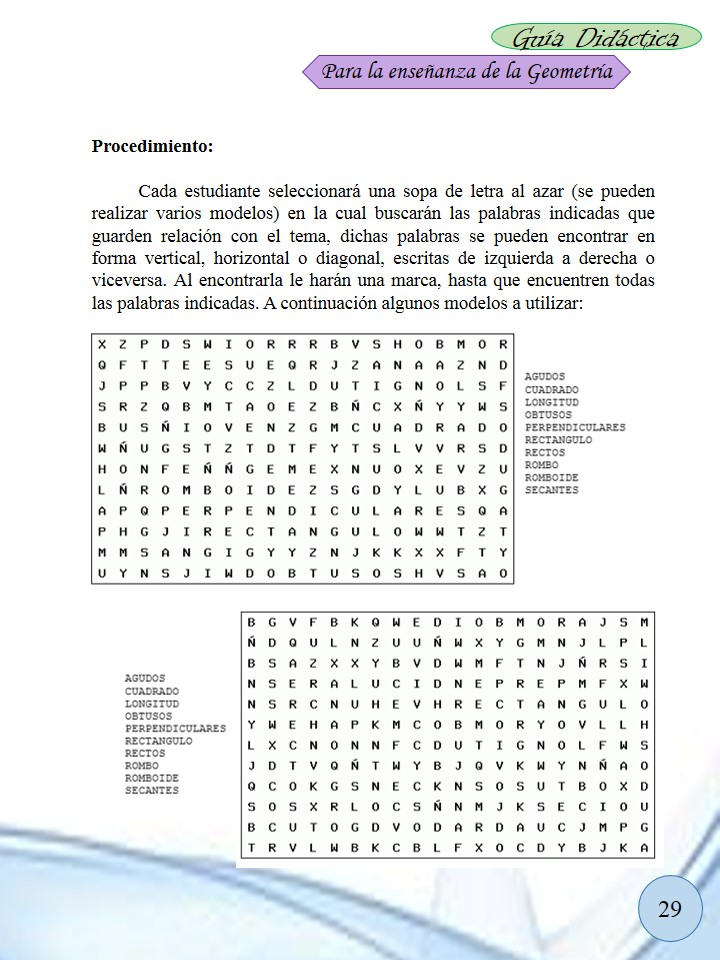 Guía Didáctica
Para la enseñanza de la Geometría
Procedimiento:
Cada estudiante seleccionará una sopa de letra al azar (se pueden
realizar varios modelos) en la cual buscarán las palabras indicadas que
guarden relación con el tema, dichas palabras se pueden encontrar en
forma vertical, horizontal o diagonal, escritas de izquierda a derecha o
viceversa. Al encontrarla le harán una marca, hasta que encuentren todas
las palabras indicadas. A continuación algunos modelos a utilizar:
X Z P D S W I O R R R B V S H O B M O R
Q F T T E E S U E Q R J Z A N A A Z N D
J P P B V Y C C Z L D U T I G N O L S F
S R Z Q B M T A O E Z B Ñ C X Ñ Y Y W S
B U S Ñ I O V E N Z G M C U A D R A D O
W Ñ U G S T Z T D T F Y T S L V V R S D
H O N F E Ñ Ñ G E M E X N U O X E V Z U
L Ñ R O M B O I D E Z S G D Y L U B X G
A P Q P E R P E N D I C U L A R E S Q A
P H G J I R E C T A N G U L O W W T Z T
M M S A N G I G Y Y Z N J K K X X F T Y
U Y N S J I W D O B T U S O S H V S A O
AGUDOS
CUADRADO
LONGITUD
OBTUSOS
PERPENDICULARES
RECTANGULO
RECTOS
ROMBO
ROMBOIDE
SECANTES
B G V F B K Q W E D I O B M O R A J S M
Ñ D Q U L N Z U U Ñ W X Y G M N J L P L
B S A Z X X Y B V D W M F T N J Ñ R S I
N S E R A L U C I D N E P R E P M F X W
N S R C N U H E V H R E C T A N G U L O
Y W E H A P K M C O B M O R Y O V L L H
L X C N O N N F C D U T I G N O L F W S
J D T V Q Ñ T W Y B J Q V K W Y N Ñ A O
Q C O K G S N E C K N S O S U T B O X D
S O S X R L O C S Ñ N M J K S E C I O U
B C U T O G D V O D A R D A U C J M P G
T R V L W B K C B L F X O C D Y B J K A
AGUDOS
CUADRADO
LONGITUD
OBTUSOS
PERPENDICULARES
RECTANGULO
RECTOS
ROMBO
ROMBOIDE
SECANTES
29